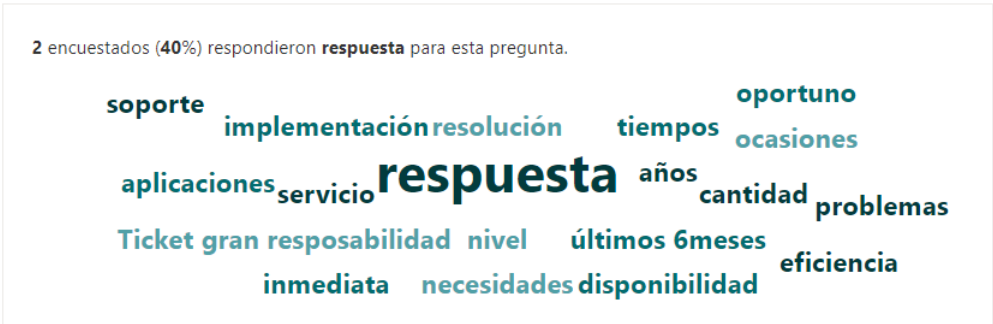 2 encuestados (40%) respondieron respuesta para esta pregunta.
oportuno
soporte
implementación resolución tiempos ocasiones
respuesta años
aplicaciones servicio cantidad problemas
Ticket gran resposabilidad nivel últimos 6meses
eficiencia
inmediata necesidades disponibilidad